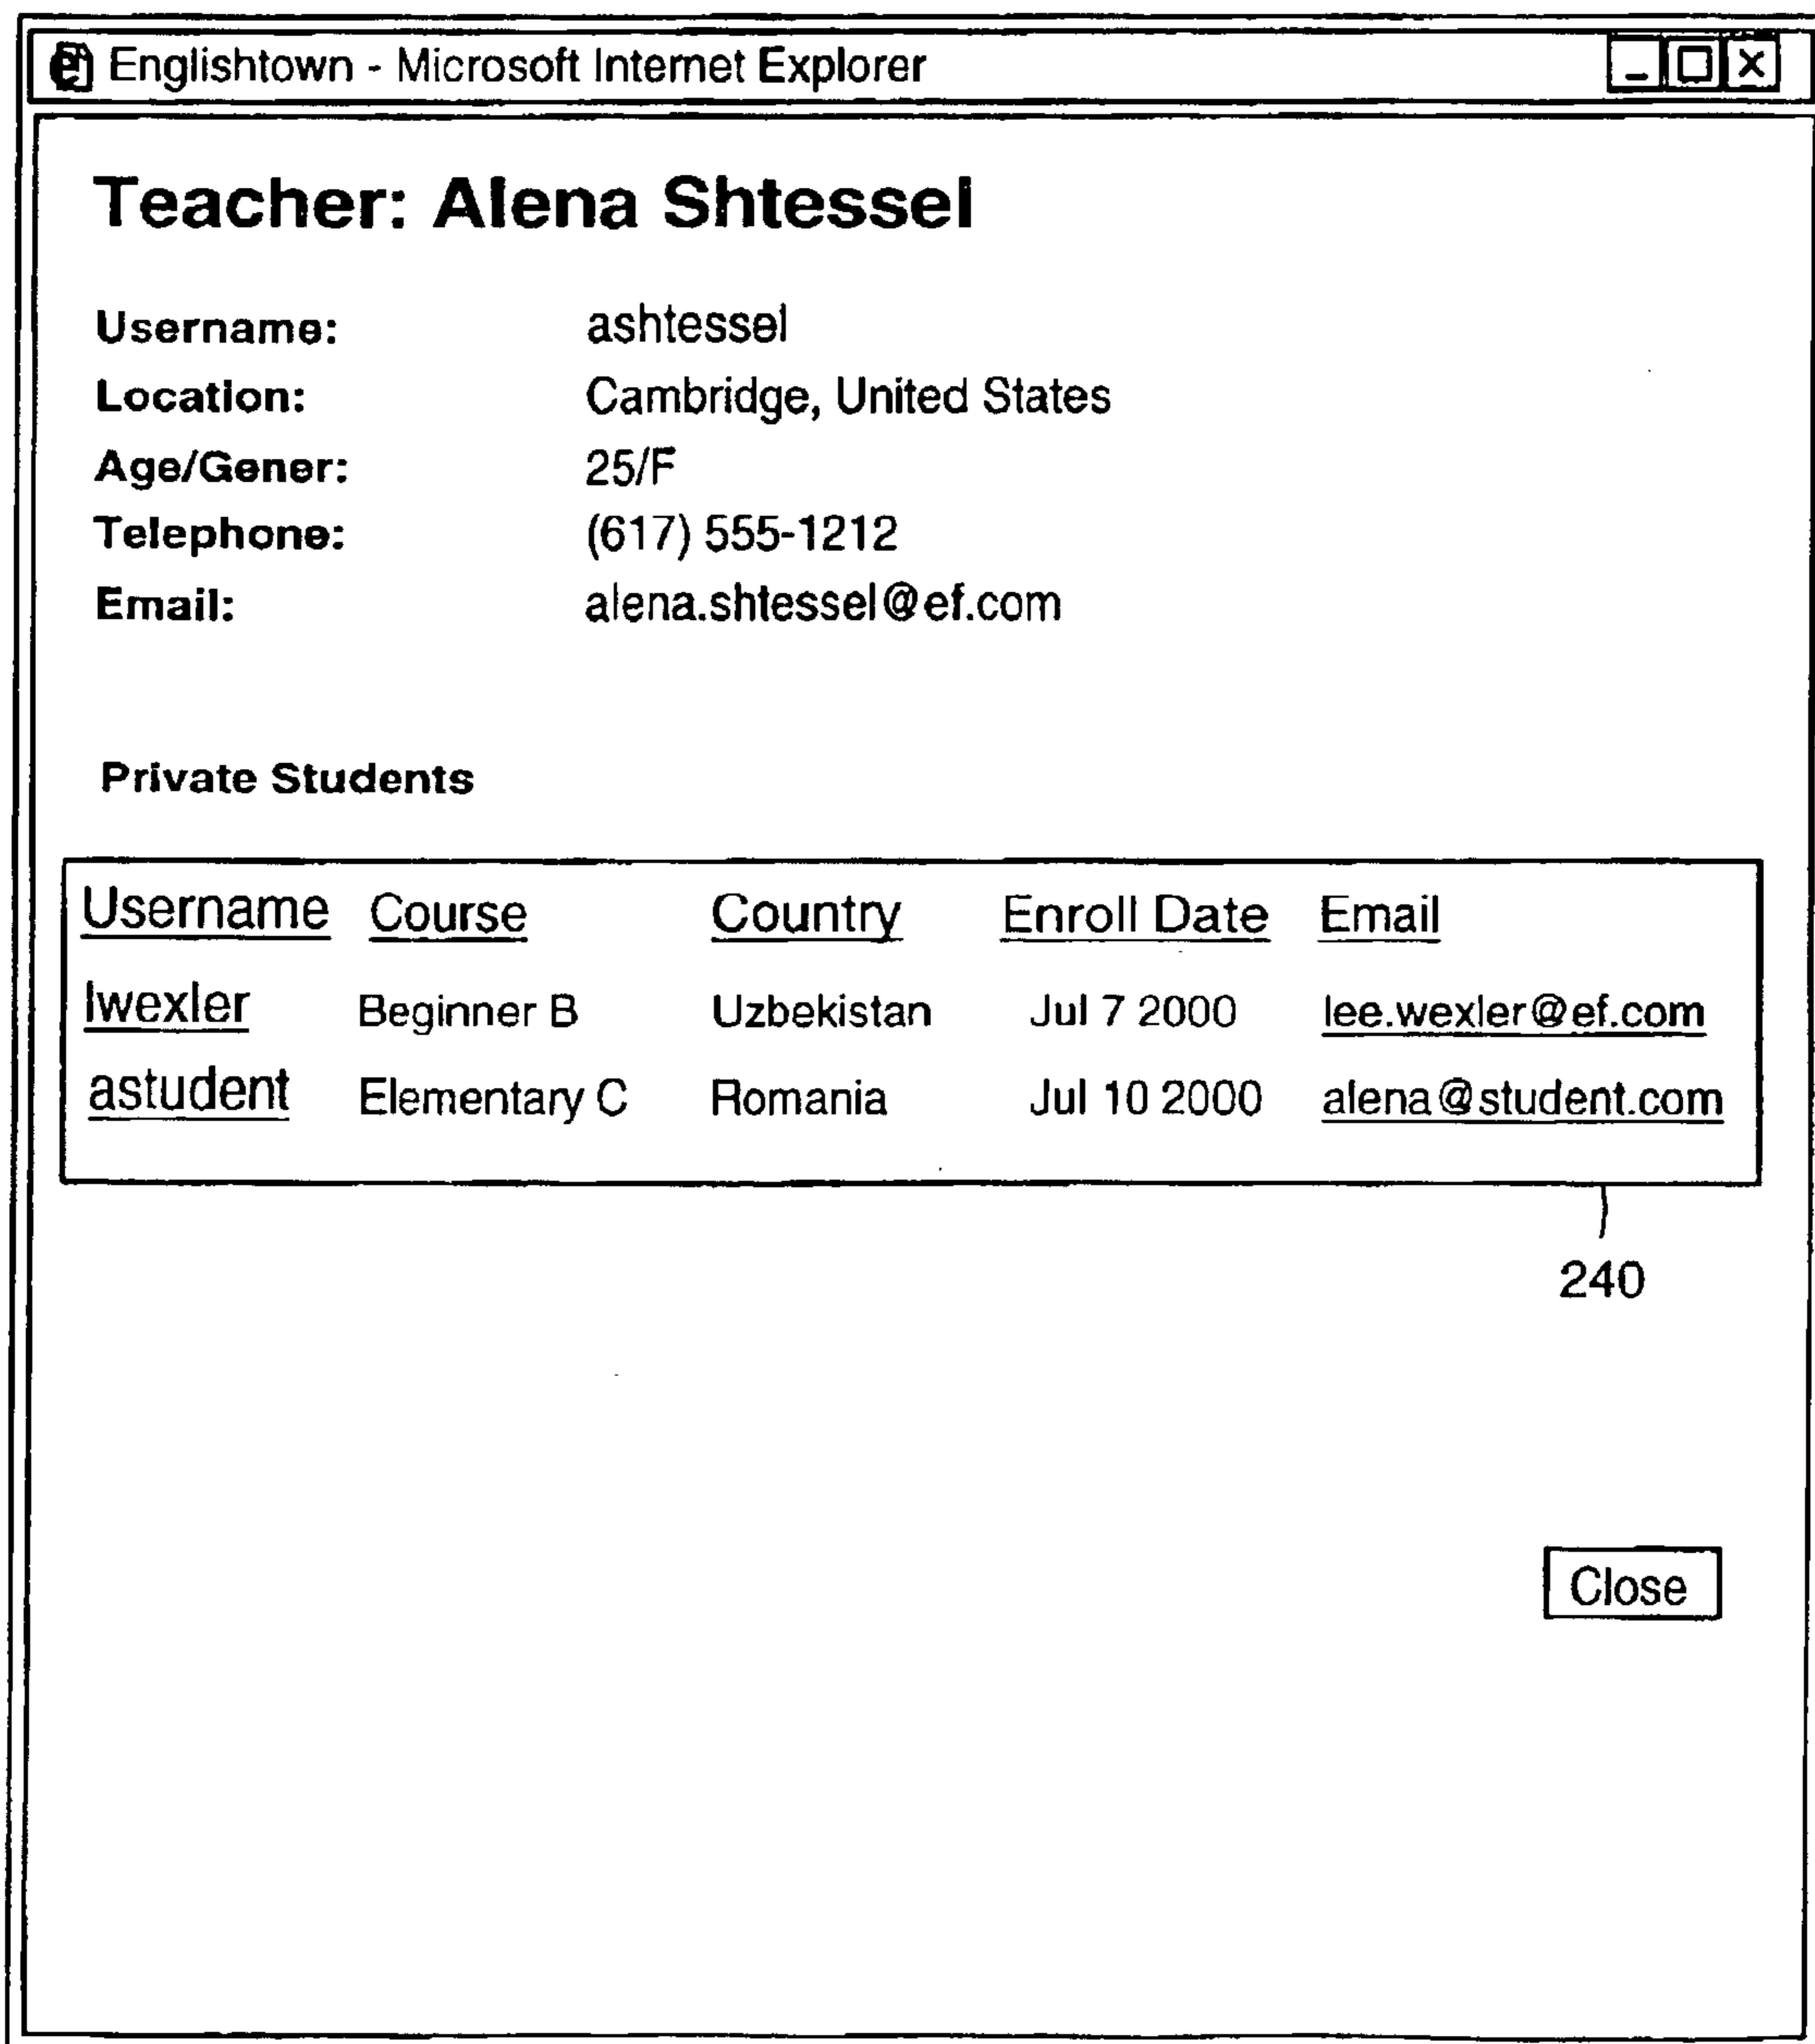 Englishtown - Microsoft Internet Explorer
Teacher: Alena Shtessel
Username: ashtessel
Location: Cambridge, United States
Age/Gener: 25/F
Telephone: (617) 555-1212
Email: alena.shtessel@ef.com
Private Students
Username Course Country Enroll Date Email
lwexler Beginner B Uzbekistan Jul 7 2000 lee.wexler@ef.com
astudent Elementary C Romania Jul 10 2000 alena@student.com
240
Close